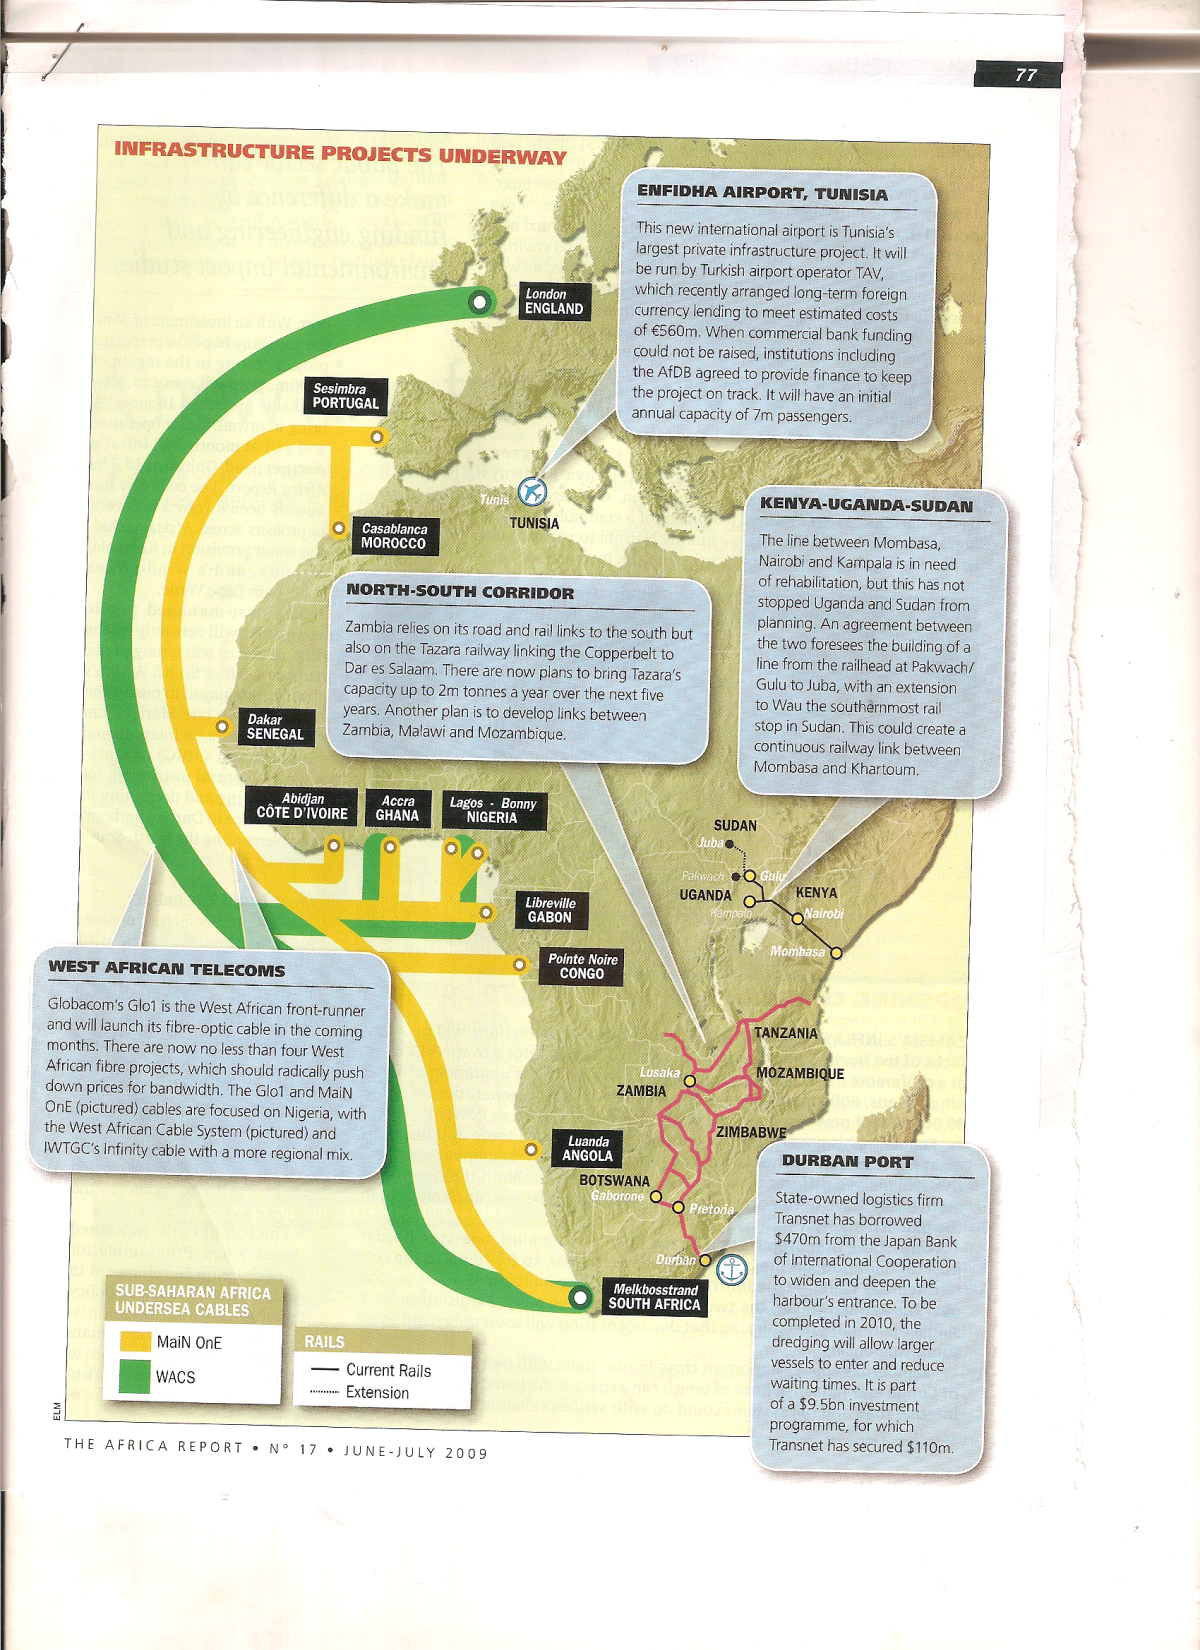 77
INFRASTRUCTURE PROJECTS UNDERWAY
ENFIDHA AIRPORT, TUNISIA
This new international airport is Tunisia's
largest private infrastructure project. It will
be run by Turkish airport operator TAV,
which recently arranged long-term foreign
currency lending to meet estimated costs
of €560m. When commercial bank funding
could not be raised, institutions including
the AfDB agreed to provide finance to keep
the project on track. It will have an initial
annual capacity of 7m passengers.
London
ENGLAND
Sesimbra
PORTUGAL
Tunis
TUNISIA
Casablanca
MOROCCO
KENYA-UGANDA-SUDAN
The line between Mombasa,
Nairobi and Kampala is in need
of rehabilitation, but this has not
stopped Uganda and Sudan from
planning. An agreement between
the two foresees the building of a
line from the railhead at Pakwach/
Gulu to Juba, with an extension
to Wau the southernmost rail
stop in Sudan. This could create a
continuous railway link between
Mombasa and Khartoum.
NORTH-SOUTH CORRIDOR
Zambia relies on its road and rail links to the south but
also on the Tazara railway linking the Copperbelt to
Dar es Salaam. There are now plans to bring Tazara's
capacity up to 2m tonnes a year over the next five
years. Another plan is to develop links between
Zambia, Malawi and Mozambique.
Dakar
SENEGAL
Abidjan
CÔTE D'IVOIRE
Accra
GHANA
Lagos - Bonny
NIGERIA
SUDAN
Juba
Pakwach
Gulu
UGANDA
KENYA
Kampala
Nairobi
Mombasa
Libreville
GABON
Pointe Noire
CONGO
WEST AFRICAN TELECOMS
Globacom's Glo1 is the West African front-runner
and will launch its fibre-optic cable in the coming
months. There are now no less than four West
African fibre projects, which should radically push
down prices for bandwidth. The Glo1 and MaiN
OnE (pictured) cables are focused on Nigeria, with
the West African Cable System (pictured) and
IWTGC's Infinity cable with a more regional mix.
TANZANIA
Lusaka
ZAMBIA
MOZAMBIQUE
ZIMBABWE
Luanda
ANGOLA
BOTSWANA
Gaborone
Pretoria
Durban
Melkbosstrand
SOUTH AFRICA
DURBAN PORT
State-owned logistics firm
Transnet has borrowed
$470m from the Japan Bank
of International Cooperation
to widen and deepen the
harbour's entrance. To be
completed in 2010, the
dredging will allow larger
vessels to enter and reduce
waiting times. It is part
of a $9.5bn investment
programme, for which
Transnet has secured $110m.
SUB-SAHARAN AFRICA
UNDERSEA CABLES
MaiN OnE
WACS
RAILS
Current Rails
Extension
ELM
THE AFRICA REPORT • N° 17 • JUNE-JULY 2009